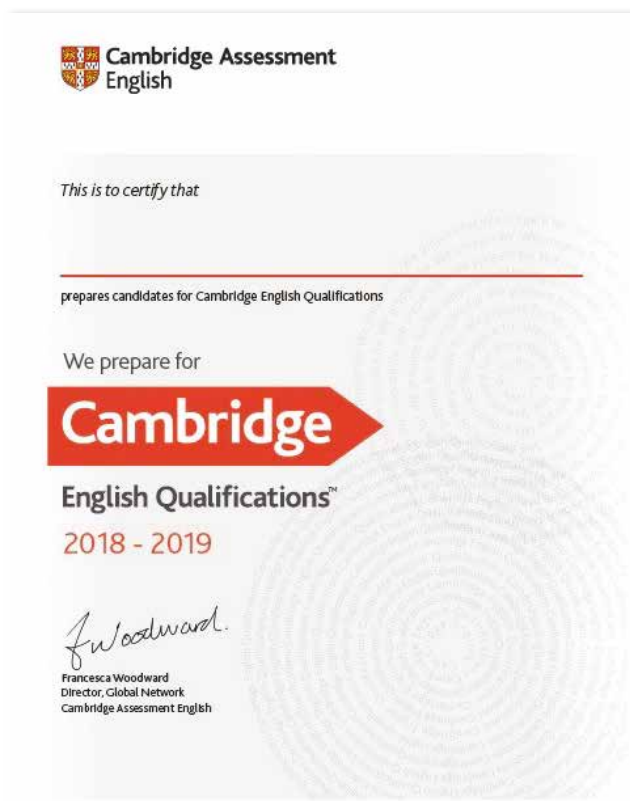 Cambridge Assessment
English
This is to certify that
prepares candidates for Cambridge English Qualifications
We prepare for
Cambridge
English Qualifications™
2018 - 2019
F Woodward.
Francesca Woodward
Director, Global Network
Cambridge Assessment English